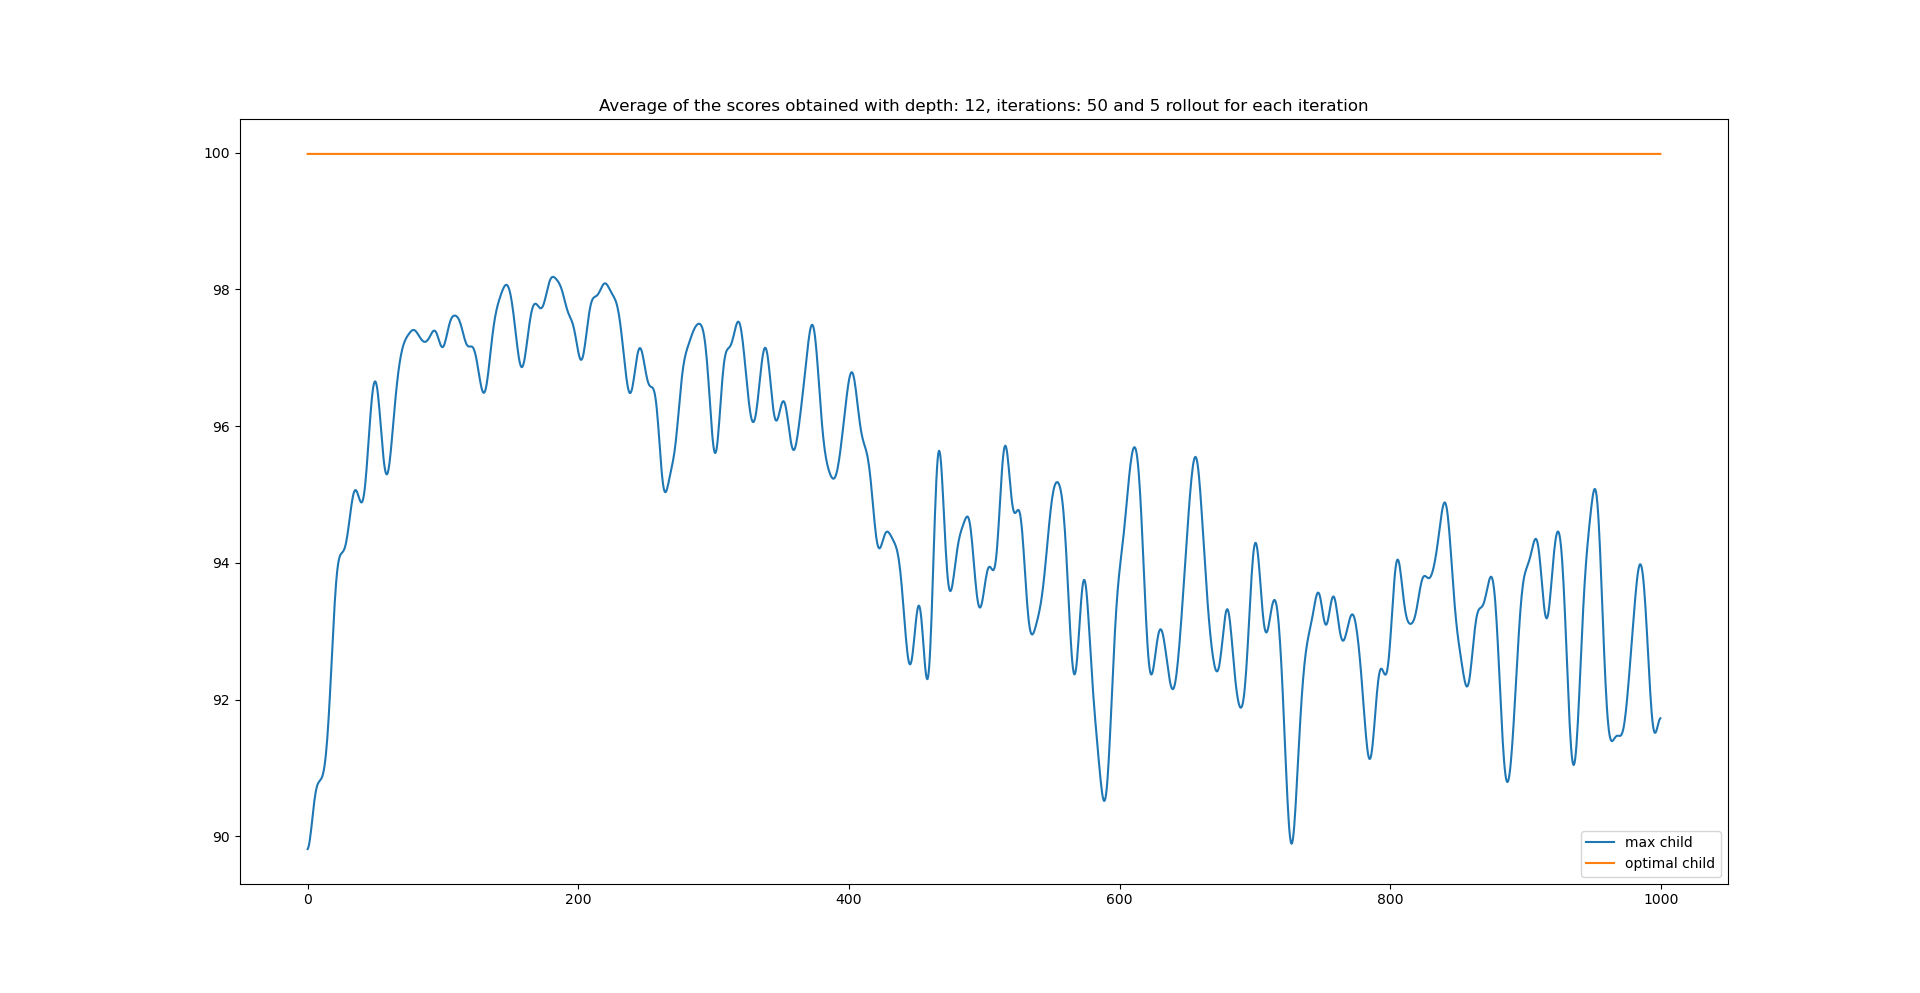 Average of the scores obtained with depth: 12, iterations: 50 and 5 rollout for each iteration
100
98
96
94
92
90
max child
optimal child
0 200 400 600 800 1000